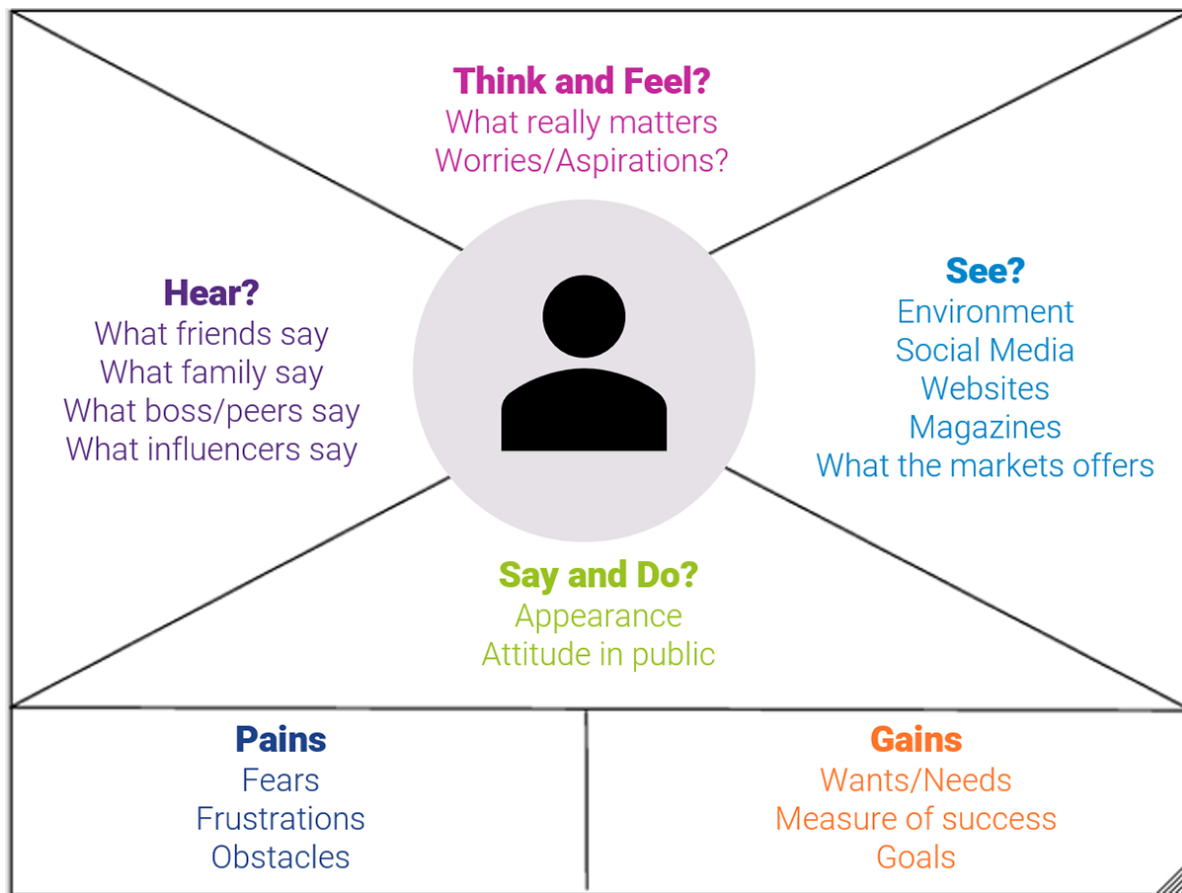 Think and Feel?
What really matters
Worries/Aspirations?
Hear?
What friends say
What family say
What boss/peers say
What influencers say
See?
Environment
Social Media
Websites
Magazines
What the markets offers
Say and Do?
Appearance
Attitude in public
Pains
Fears
Frustrations
Obstacles
Gains
Wants/Needs
Measure of success
Goals